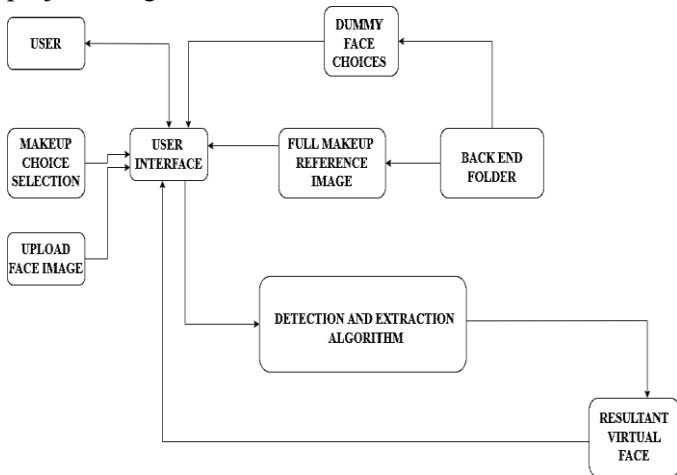 USER
DUMMY
FACE
CHOICES
MAKEUP
CHOICE
SELECTION
USER
INTERFACE
FULL MAKEUP
REFERENCE
IMAGE
BACK END
FOLDER
UPLOAD
FACE IMAGE
DETECTION AND EXTRACTION
ALGORITHM
RESULTANT
VIRTUAL
FACE